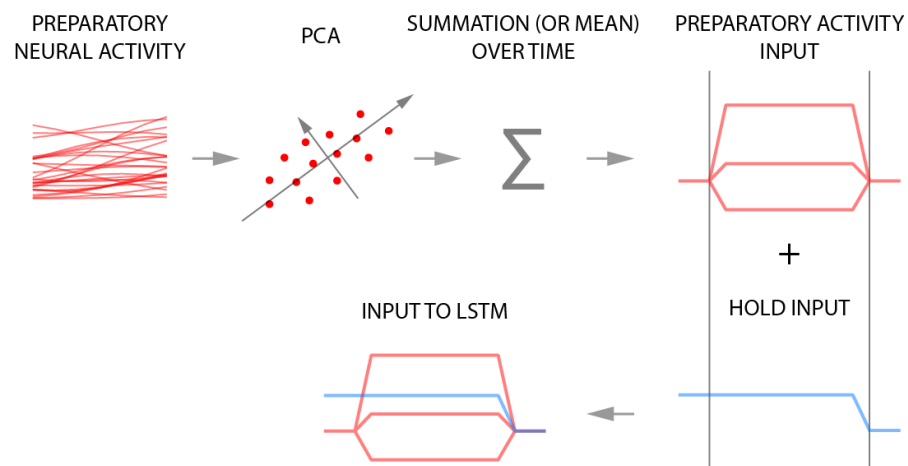 PREPARATORY
NEURAL ACTIVITY
PCA
SUMMATION (OR MEAN)
OVER TIME
PREPARATORY ACTIVITY
INPUT
Σ
+
HOLD INPUT
INPUT TO LSTM